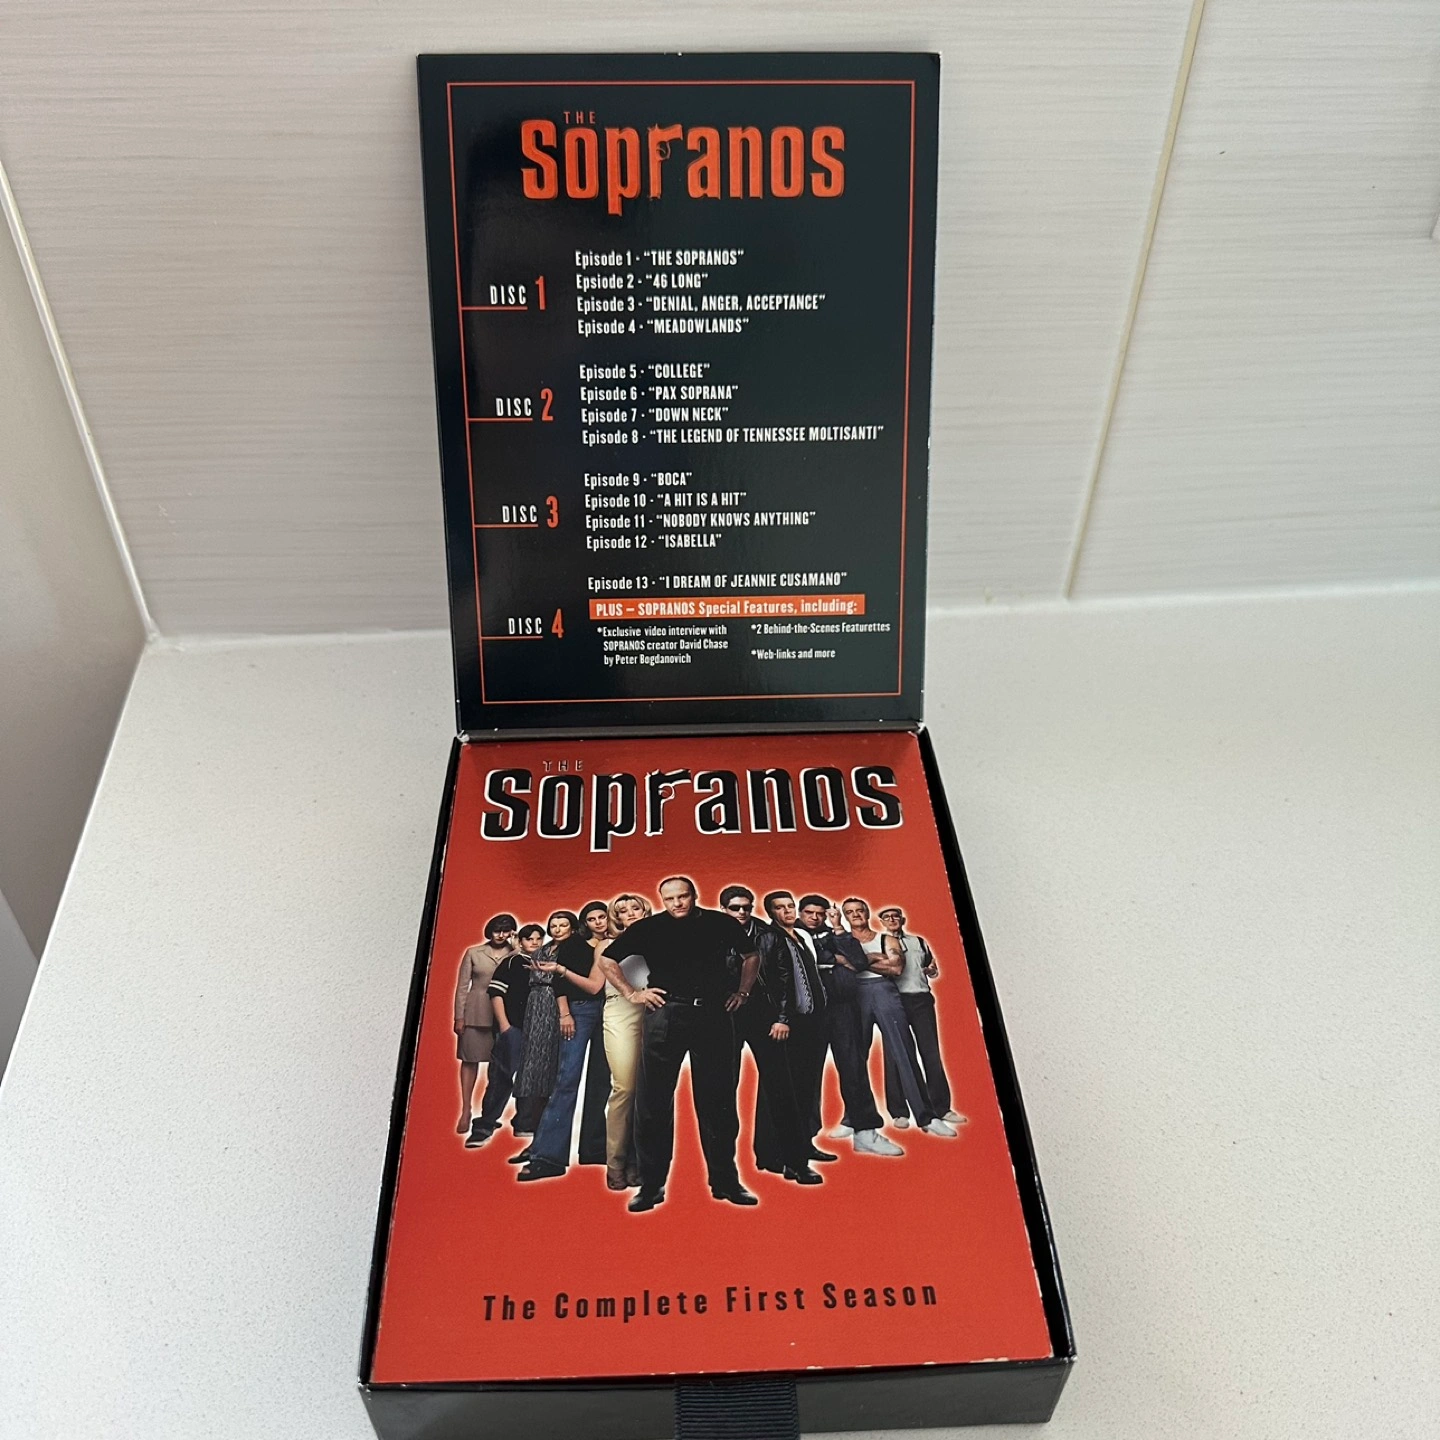 THE
Sopranos
DISC 1
Episode 1 - “THE SOPRANOS”
Epsiode 2 - “46 LONG”
Episode 3 - “DENIAL, ANGER, ACCEPTANCE”
Episode 4 - “MEADOWLANDS”
DISC 2
Episode 5 - “COLLEGE”
Episode 6 - “PAX SOPRANA”
Episode 7 - “DOWN NECK”
Episode 8 - “THE LEGEND OF TENNESSEE MOLTISANTI”
DISC 3
Episode 9 - “BOCA”
Episode 10 - “A HIT IS A HIT”
Episode 11 - “NOBODY KNOWS ANYTHING”
Episode 12 - “ISABELLA”
DISC 4
Episode 13 - “I DREAM OF JEANNIE CUSAMANO”
PLUS – SOPRANOS Special Features, including:
*Exclusive video interview with
SOPRANOS creator David Chase
by Peter Bogdanovich
*2 Behind-the-Scenes Featurettes
*Web-links and more
THE
Sopranos
The Complete First Season